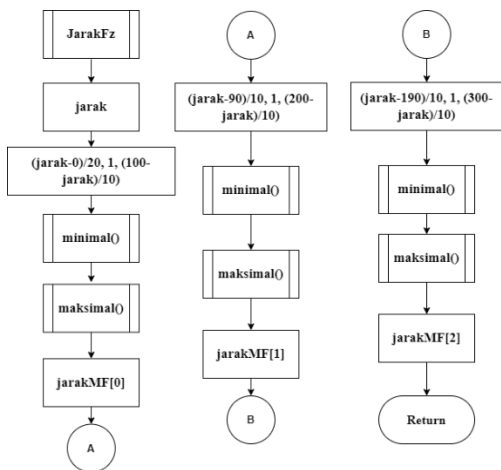 JarakFz
jarak
(jarak-0)/20, 1, (100-
jarak)/10)
minimal()
maksimal()
jarakMF[0]
A
A
(jarak-90)/10, 1, (200-
jarak)/10)
minimal()
maksimal()
jarakMF[1]
B
B
(jarak-190)/10, 1, (300-
jarak)/10)
minimal()
maksimal()
jarakMF[2]
Return